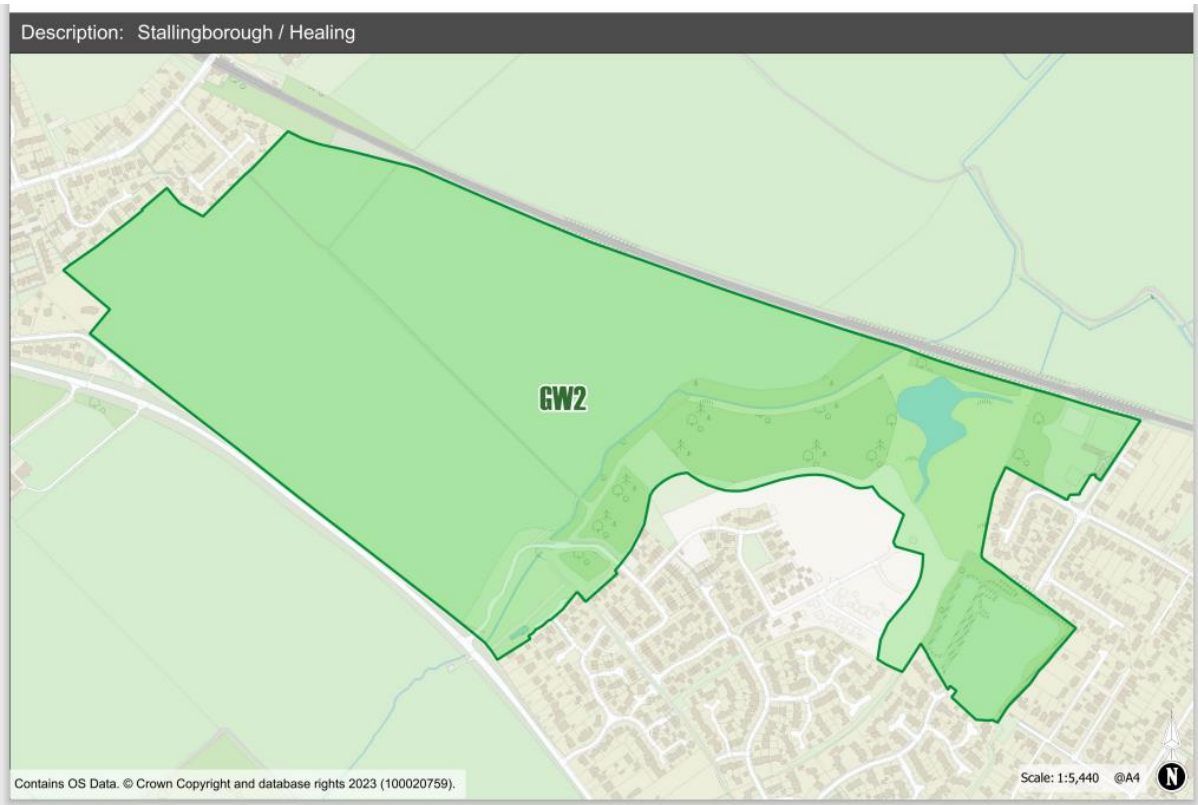 Description: Stallingborough / Healing
GW2
Contains OS Data. © Crown Copyright and database rights 2023 (100020759).
Scale: 1:5,440 @A4
N